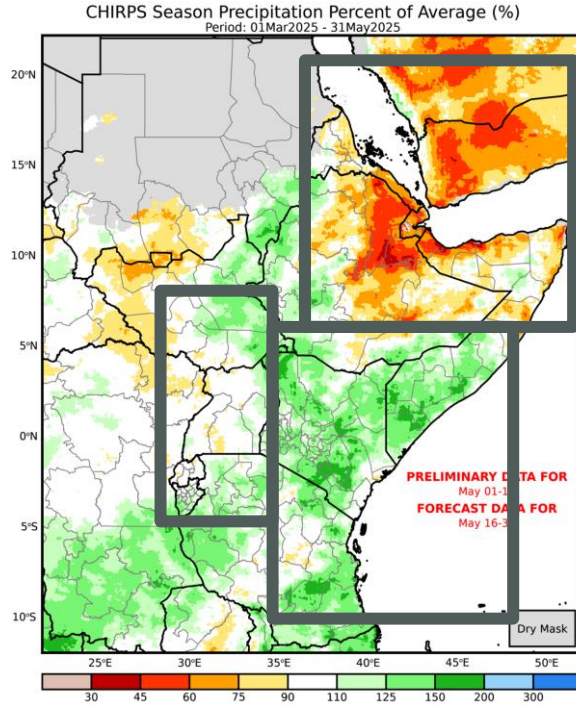 CHIRPS Season Precipitation Percent of Average (%)
Period: 01Mar2025 - 31May2025
20°N
15°N
10°N
5°N
0°N
5°S
10°S
PRELIMINARY DATA FOR
May 01-1
FORECAST DATA FOR
May 16-3
Dry Mask
25°E 30°E 35°E 40°E 45°E 50°E
30 45 60 75 90 110 125 150 200 300